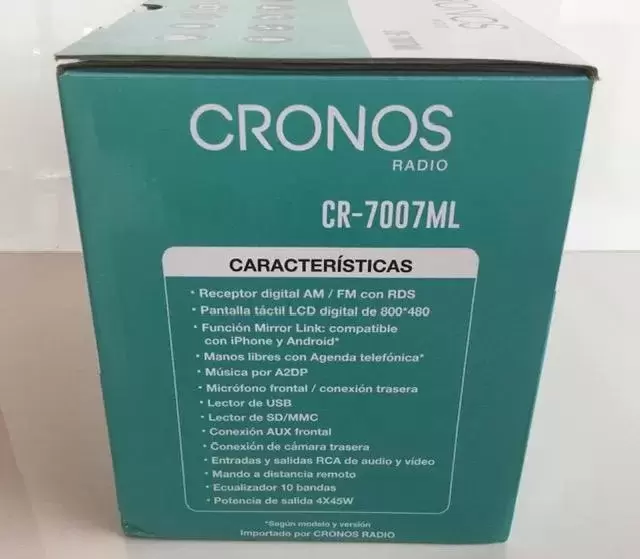 CRONOS
CRONOS
RADIO
CR-7007ML
CARACTERÍSTICAS
· Receptor digital AM / FM con RDS
· Pantalla táctil LCD digital de 800*480
· Función Mirror Link: compatible
con iPhone y Android*
· Manos libres con Agenda telefónica*
· Música por A2DP
· Micrófono frontal / conexión trasera
· Lector de USB
· Lector de SD/MMC
· Conexión AUX frontal
· Conexión de cámara trasera
· Entradas y salidas RCA de audio y vídeo
· Mando a distancia remoto
· Ecualizador 10 bandas
· Potencia de salida 4X45W
*Según modelo y versión
Importado por CRONOS RADIO